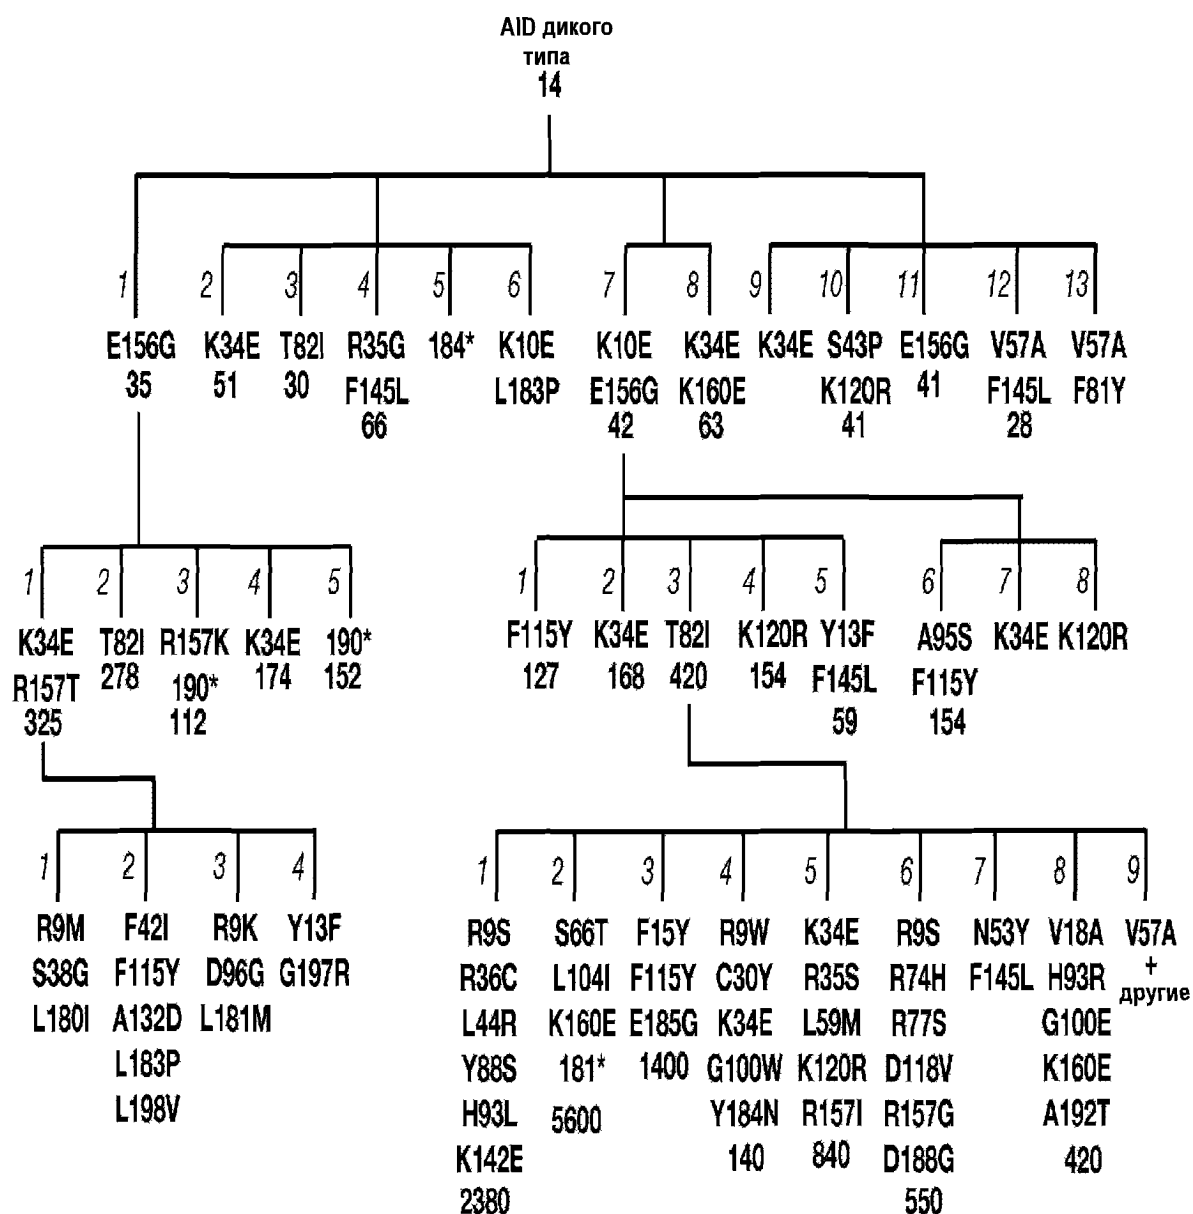 AID дикого
типа
14
1 2 3 4 5 6 7 8 9 10 11 12 13
E156G K34E T82I R35G 184* K10E K10E K34E K34E S43P E156G V57A V57A
35 51 30 F145L L183P E156G K160E K120R 41 F145L F81Y
66 42 63 41 28
1 2 3 4 5 1 2 3 4 5 6 7 8
K34E T82I R157K K34E 190* F115Y K34E T82I K120R Y13F A95S K34E K120R
R157T 278 190* 174 152 127 168 420 154 F145L F115Y
325 112 59 154
1 2 3 4 1 2 3 4 5 6 7 8 9
R9M F42I R9K Y13F R9S S66T F15Y R9W K34E R9S N53Y V18A V57A
S38G F115Y D96G G197R R36C L104I F115Y C30Y R35S R74H F145L H93R +
другие
L180I A132D L181M L44R K160E E185G K34E L59M R77S G100E
L183P Y88S 181* 1400 G100W K120R D118V K160E
L198V H93L 5600 Y184N R157I R157G A192T
K142E 140 840 D188G 420
2380 550